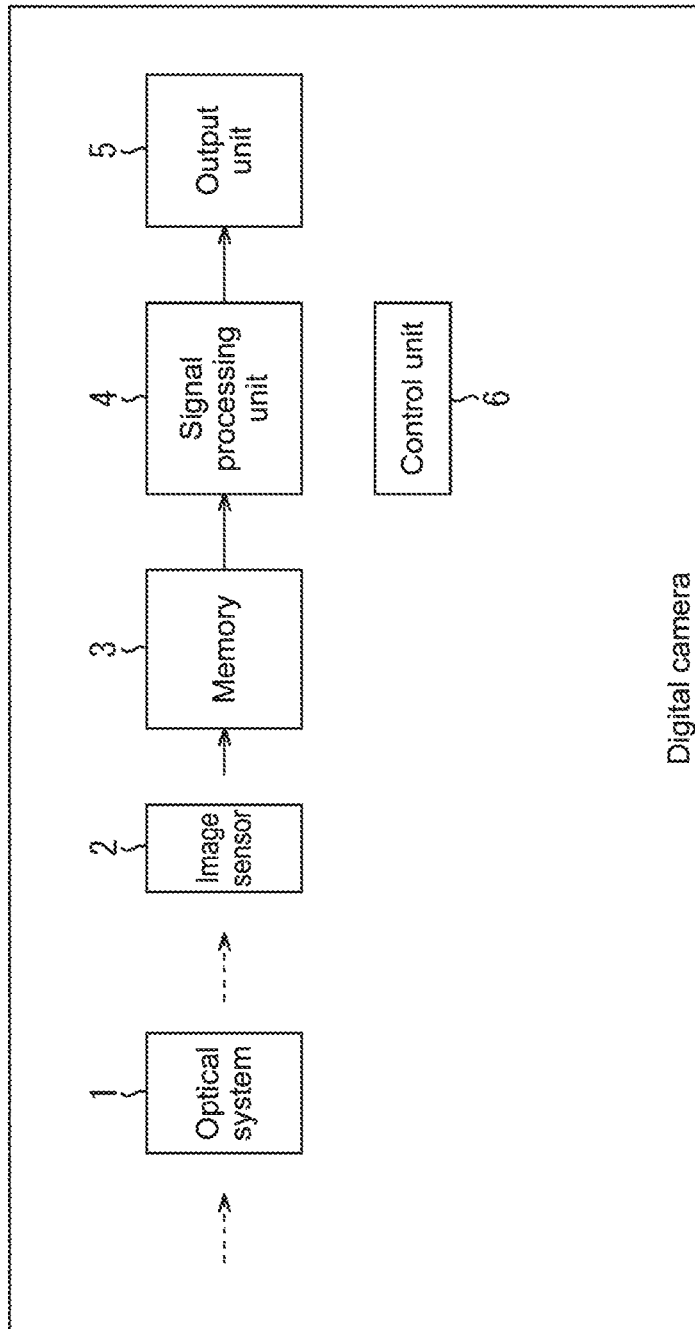 1
Optical
system
2
Image
sensor
3
Memory
4
Signal
processing
unit
5
Output
unit
Control unit
6
Digital camera